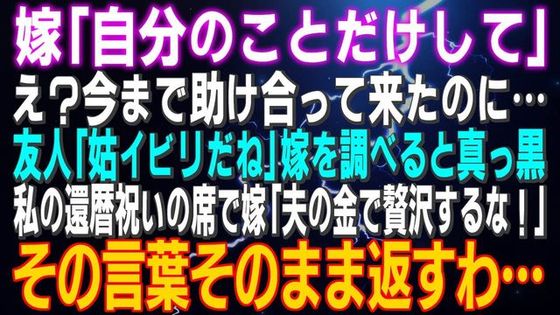 嫁「自分のことだけして」
え？今まで助け合って来たのに…
友人「姑イビリだね」嫁を調べると真っ黒
私の還暦祝いの席で嫁「夫の金で贅沢するな！」
その言葉そのまま返すわ…